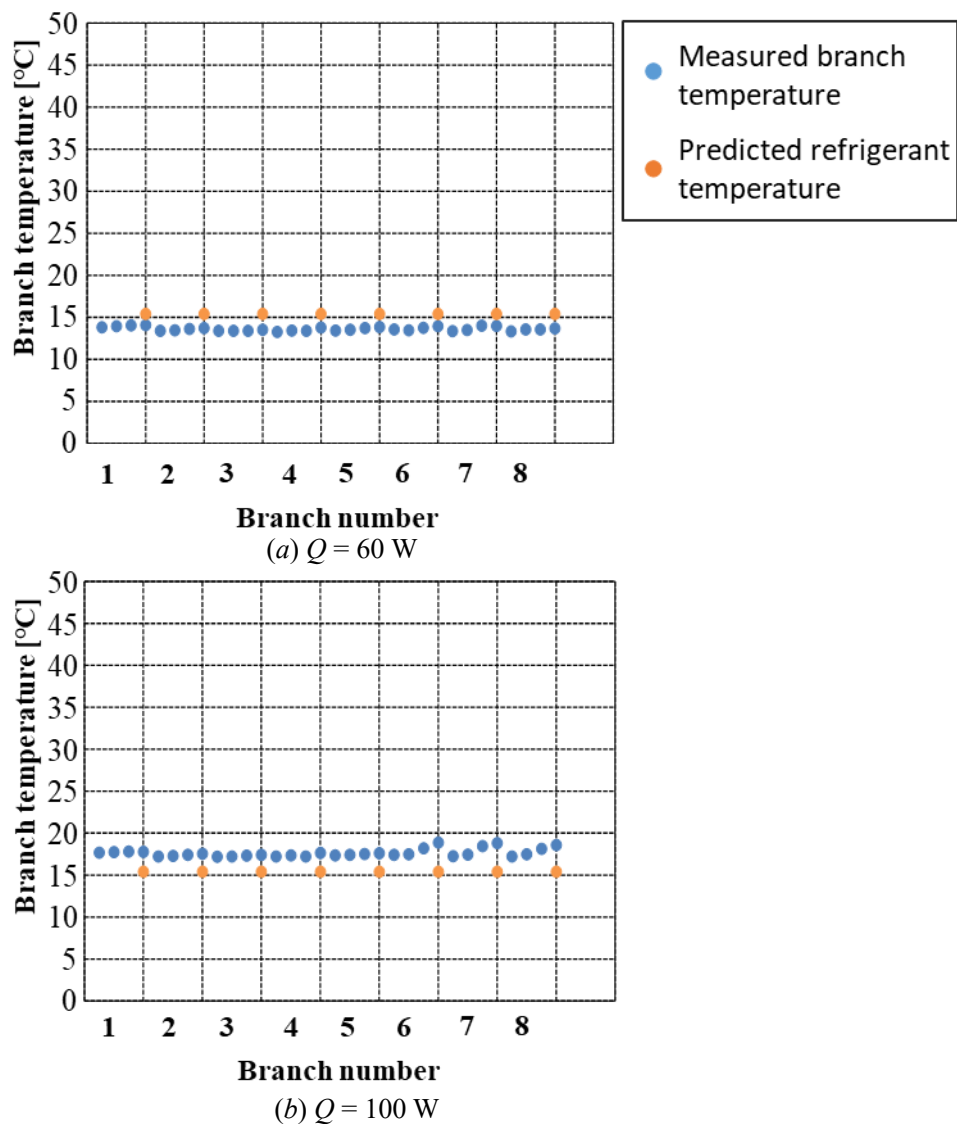 Branch temperature [°C]
50
45
40
35
30
25
20
15
10
5
0
1 2 3 4 5 6 7 8
Branch number
(a) Q = 60 W
Measured branch
temperature
Predicted refrigerant
temperature
Branch temperature [°C]
50
45
40
35
30
25
20
15
10
5
0
1 2 3 4 5 6 7 8
Branch number
(b) Q = 100 W